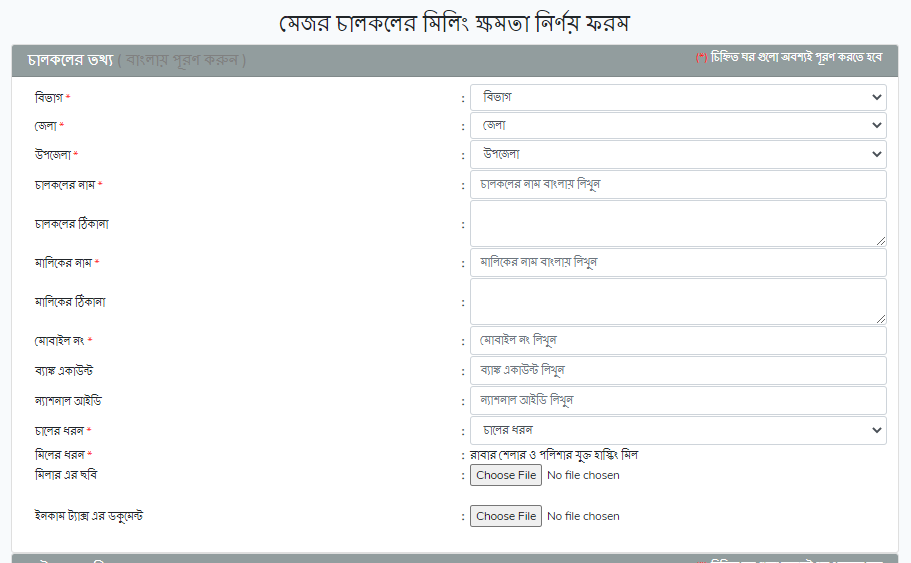 মেজর চালকলের মিলিং ক্ষমতা নির্ণয় ফরম
চালকলের তথ্য ( বাংলায় পূরণ করুন ) (*) চিহ্নিত ঘর গুলো অবশ্যই পূরণ করতে হবে
বিভাগ * : বিভাগ
জেলা * : জেলা
উপজেলা * : উপজেলা
চালকলের নাম * : চালকলের নাম বাংলায় লিখুন
চালকলের ঠিকানা :
মালিকের নাম * : মালিকের নাম বাংলায় লিখুন
মালিকের ঠিকানা :
মোবাইল নং * : মোবাইল নং লিখুন
ব্যাঙ্ক একাউন্ট : ব্যাঙ্ক একাউন্ট লিখুন
ন্যাশনাল আইডি : ন্যাশনাল আইডি লিখুন
চালের ধরন * : চালের ধরন
মিলের ধরন * : রাবার শেলার ও পলিশার যুক্ত হাস্কিং মিল
মিলার এর ছবি : Choose File No file chosen
ইনকাম ট্যাক্স এর ডকুমেন্ট : Choose File No file chosen